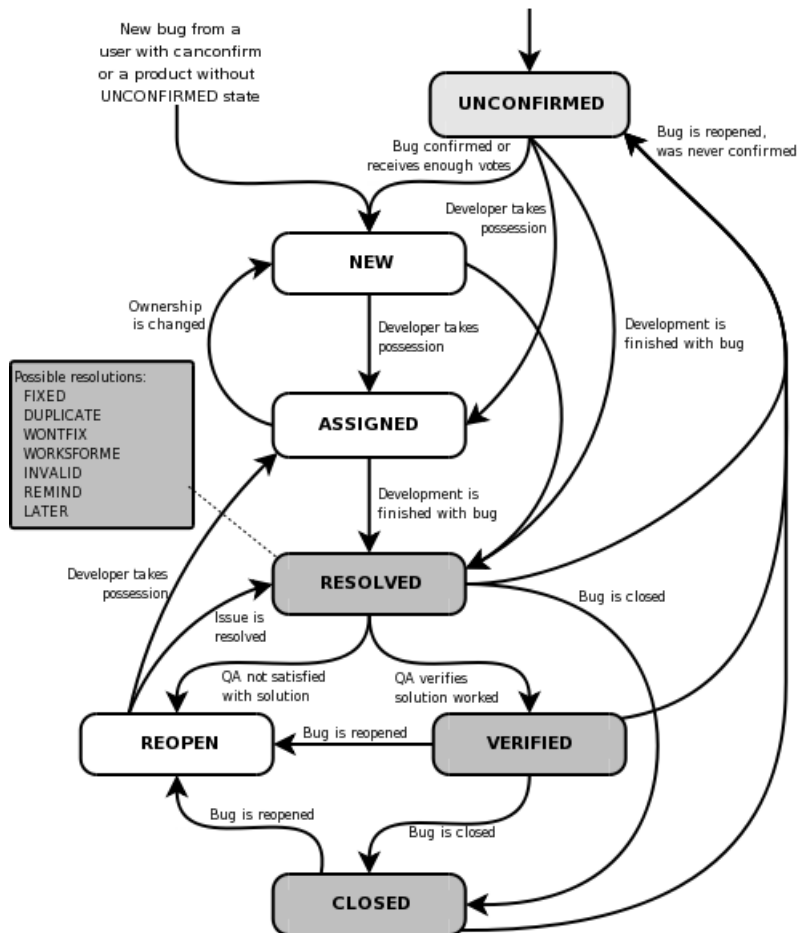 New bug from a
user with canconfirm
or a product without
UNCONFIRMED state
UNCONFIRMED
Bug is reopened,
was never confirmed
Bug confirmed or
receives enough votes
Developer takes
possession
NEW
Ownership
is changed
Developer takes
possession
Development is
finished with bug
Possible resolutions:
FIXED
DUPLICATE
WONTFIX
WORKSFORME
INVALID
REMIND
LATER
ASSIGNED
Development is
finished with bug
Developer takes
possession
RESOLVED
Bug is closed
Issue is
resolved
QA not satisfied
with solution
QA verifies
solution worked
REOPEN
Bug is reopened
VERIFIED
Bug is reopened
Bug is closed
CLOSED